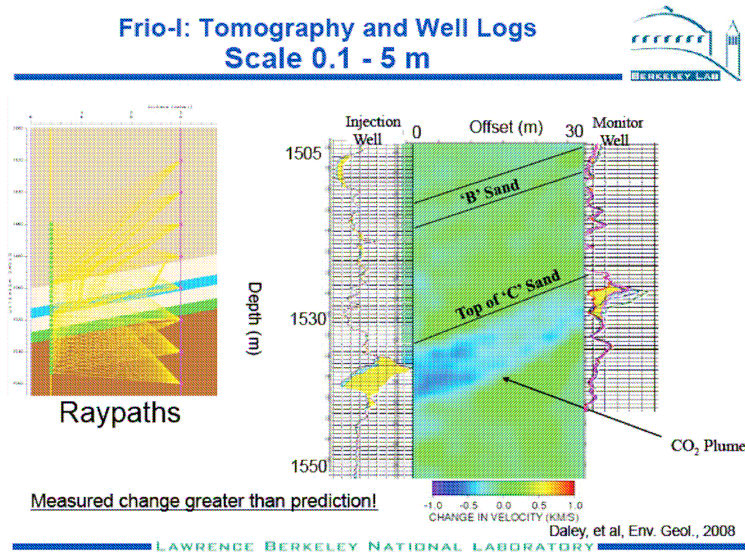 Frio-I: Tomography and Well Logs
Scale 0.1 - 5 m
BERKELEY LAB
Injection
Well
0
Offset (m)
30
Monitor
Well
1505
'B' Sand
Top of 'C' Sand
1530
Depth (m)
Raypaths
CO₂ Plume
1550
-1.0
-0.5
0.0
0.5
1.0
CHANGE IN VELOCITY (KM/S)
Measured change greater than prediction!
Daley, et al, Env. Geol., 2008
LAWRENCE BERKELEY NATIONAL LABORATORY